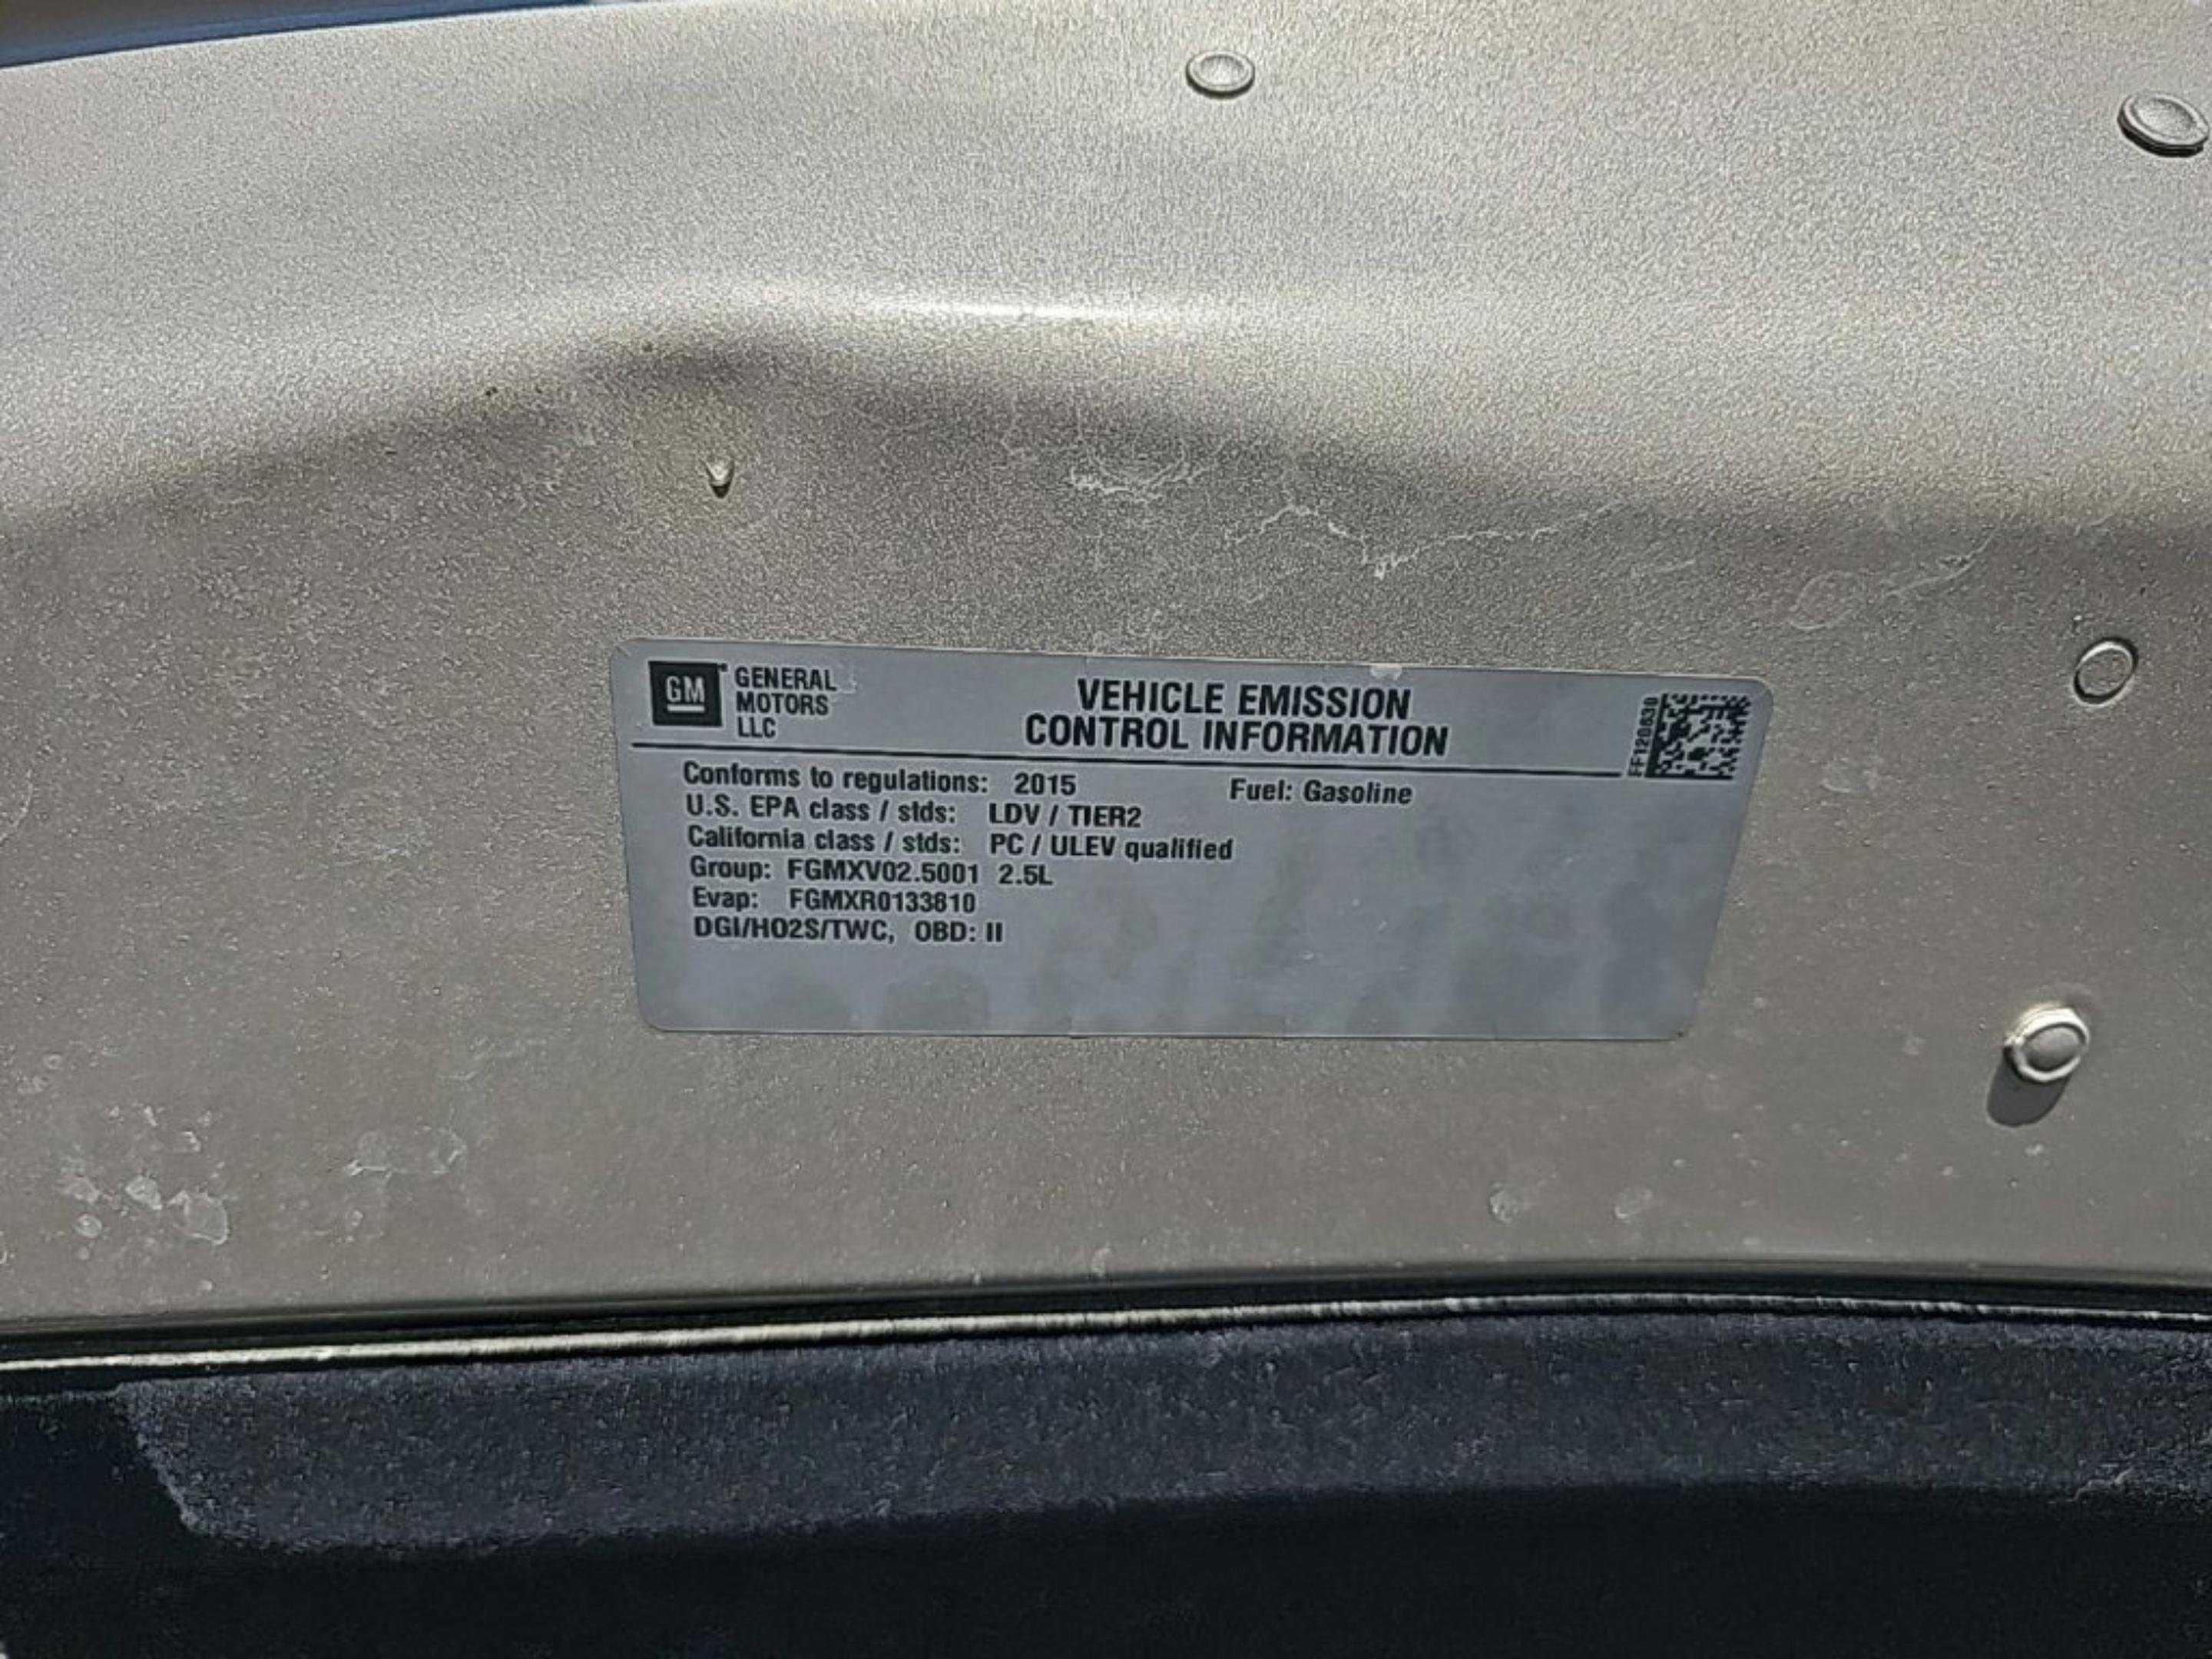 GM GENERAL
MOTORS
LLC
VEHICLE EMISSION
CONTROL INFORMATION
Conforms to regulations: 2015 Fuel: Gasoline
U.S. EPA class / stds: LDV / TIER2
California class / stds: PC / ULEV qualified
Group: FGMXV02.5001 2.5L
Evap: FGMXR0133810
DGI/HO2S/TWC, OBD: II